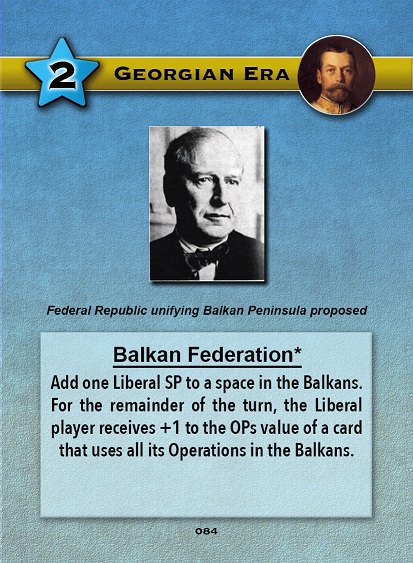 2
Georgian Era
Federal Republic unifying Balkan Peninsula proposed
Balkan Federation*
Add one Liberal SP to a space in the Balkans.
For the remainder of the turn, the Liberal
player receives +1 to the OPs value of a card
that uses all its Operations in the Balkans.
084